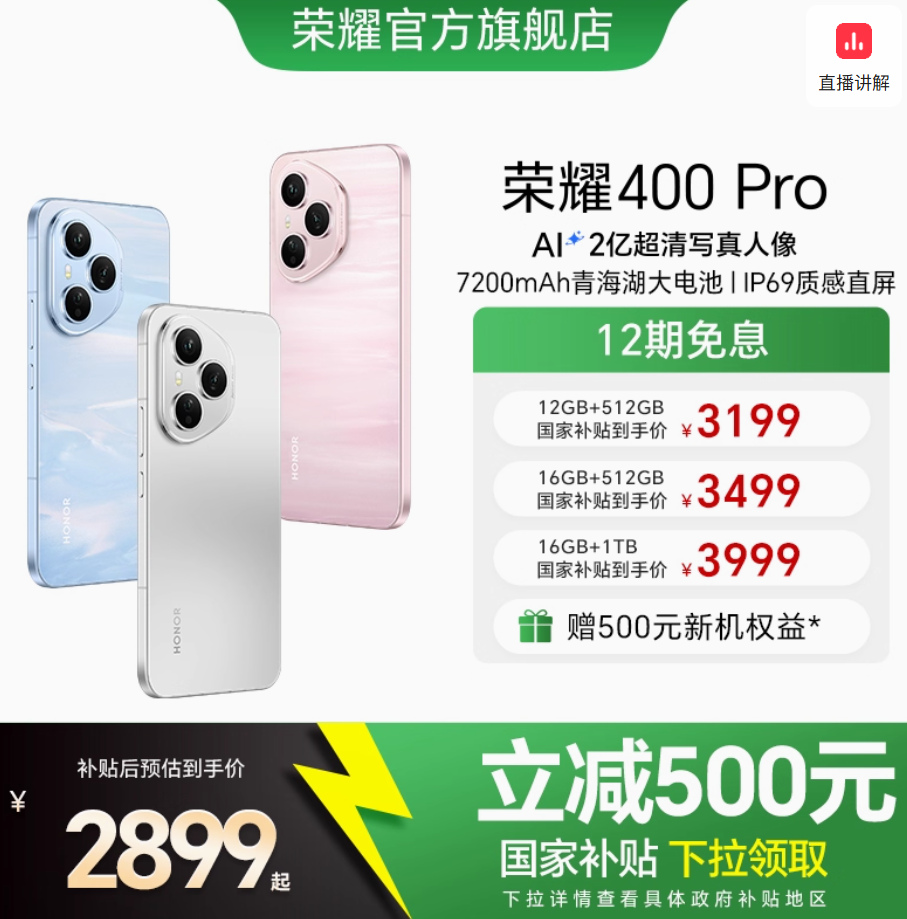 荣耀官方旗舰店
直播讲解
荣耀400 Pro
AI 2亿超清写真人像
7200mAh青海湖大电池 | IP69质感直屏
12期免息
12GB+512GB
国家补贴到手价 ¥3199
16GB+512GB
国家补贴到手价 ¥3499
16GB+1TB
国家补贴到手价 ¥3999
赠500元新机权益*
HONOR
HONOR
HONOR
补贴后预估到手价
¥ 2899起
立减500元
国家补贴 下拉领取
下拉详情查看具体政府补贴地区